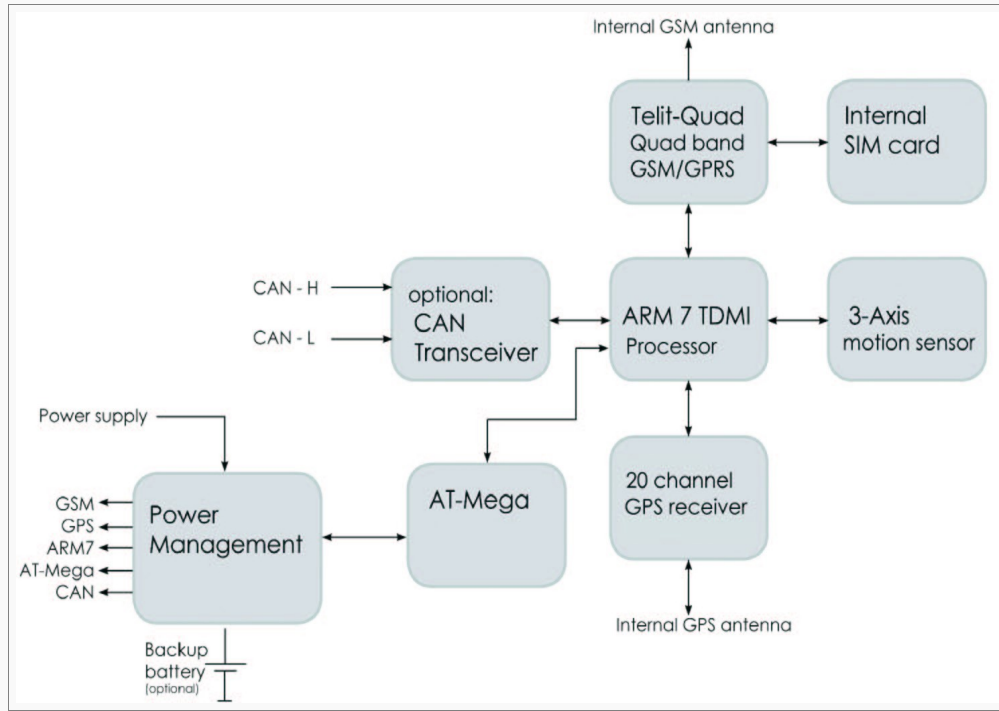 Internal GSM antenna
Telit-Quad
Quad band
GSM/GPRS
Internal
SIM card
CAN - H
CAN - L
optional:
CAN
Transceiver
ARM 7 TDMI
Processor
3-Axis
motion sensor
Power supply
GSM
GPS
ARM7
AT-Mega
CAN
Power
Management
AT-Mega
20 channel
GPS receiver
Internal GPS antenna
Backup
battery
(optional)